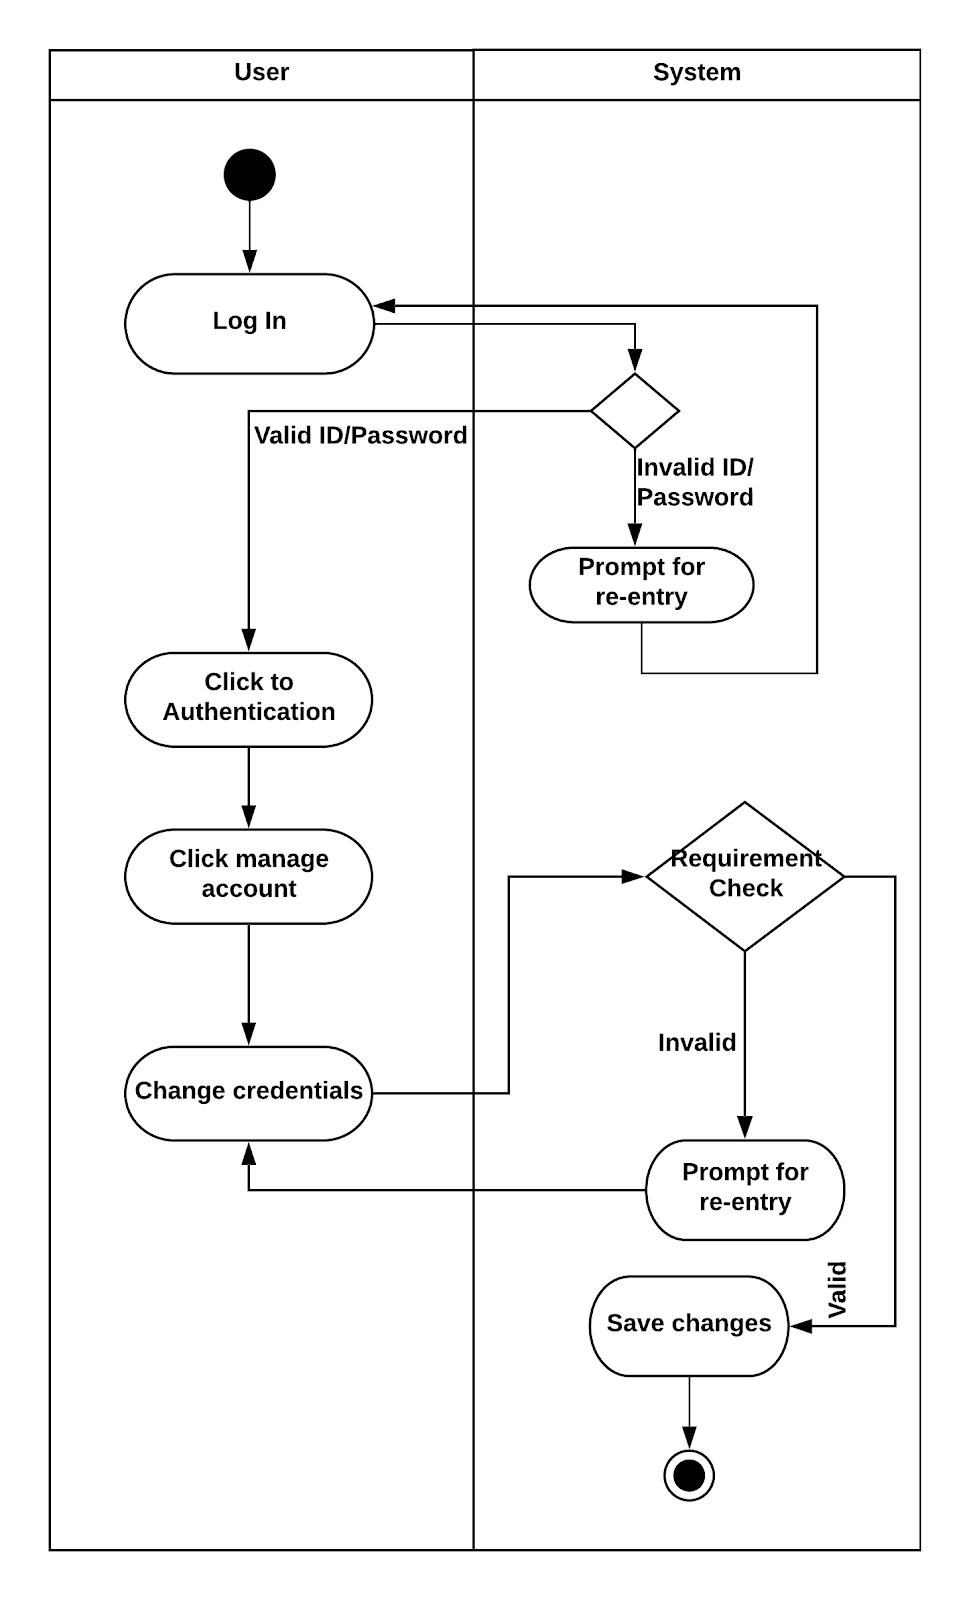 User
System
Log In
Valid ID/Password
Invalid ID/
Password
Prompt for
re-entry
Click to
Authentication
Click manage
account
Requirement
Check
Invalid
Change credentials
Prompt for
re-entry
Valid
Save changes